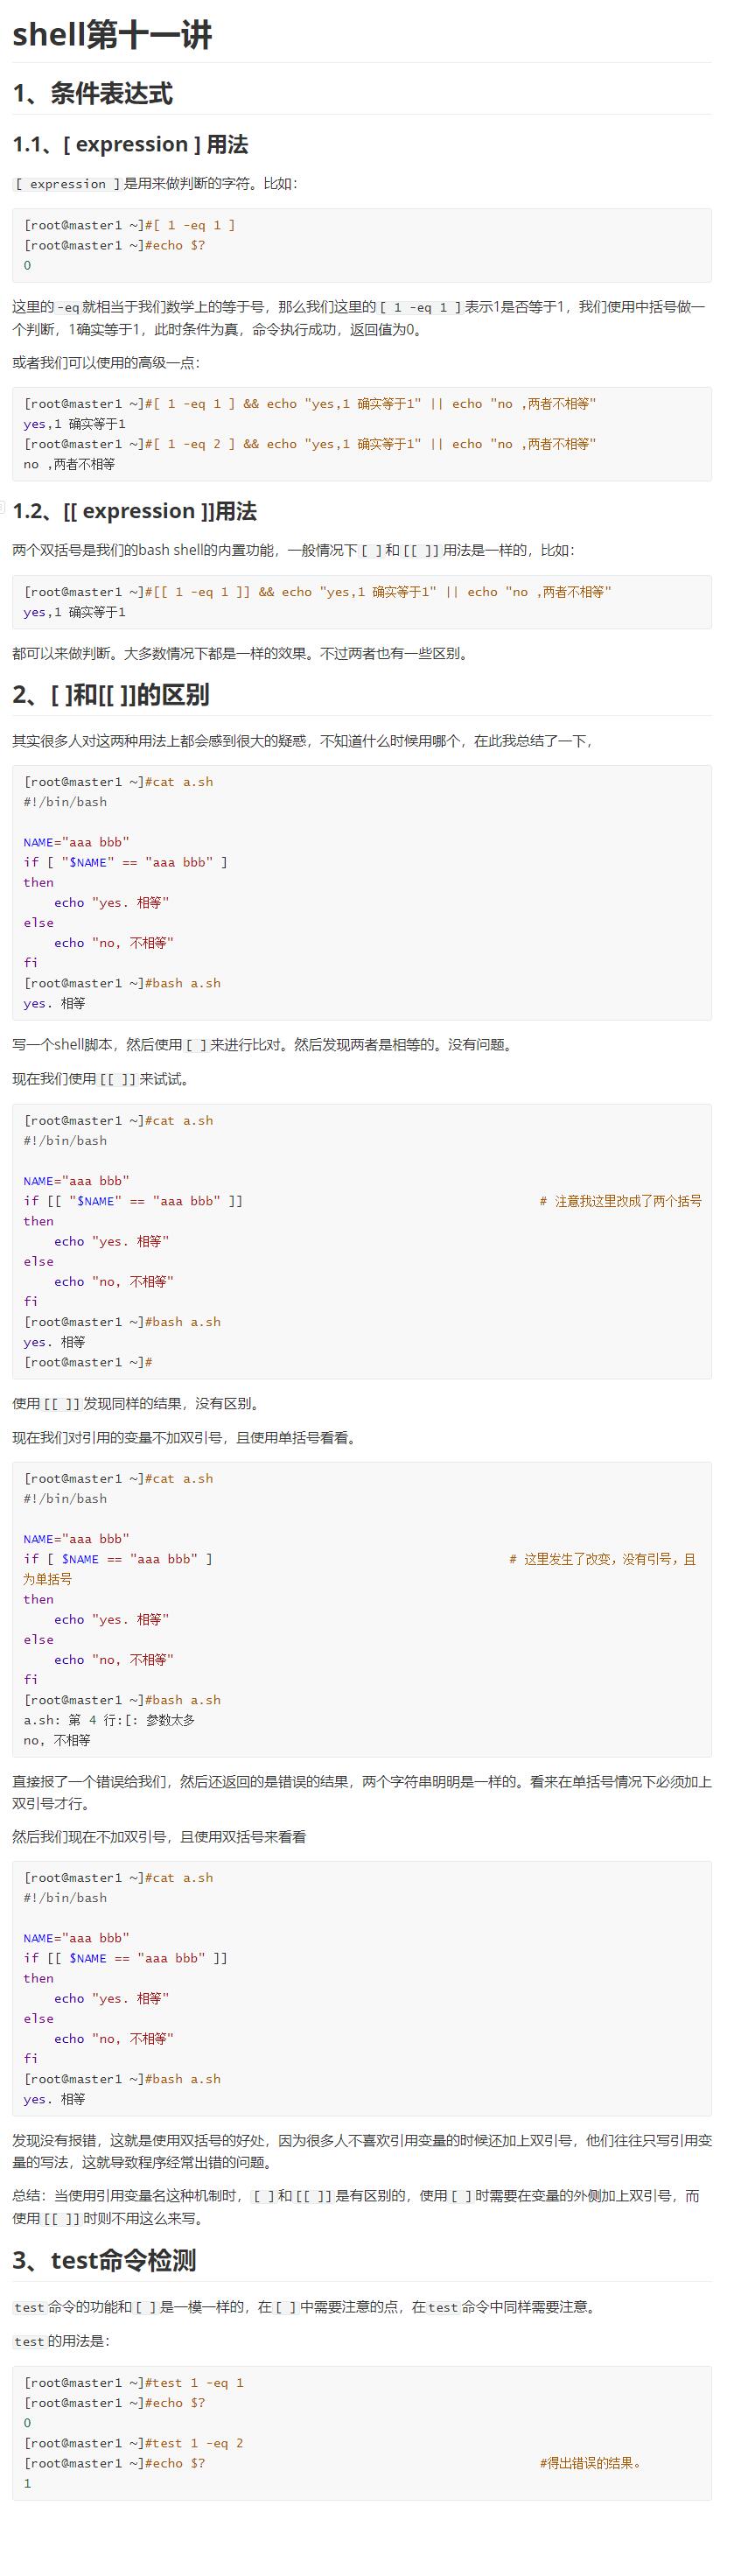 shell第十一讲
1、条件表达式
1.1、[ expression ] 用法
[ expression ]是用来做判断的字符。比如：
[root@master1 ~]#[ 1 -eq 1 ]
[root@master1 ~]#echo $?
0
这里的-eq就相当于我们数学上的等于号，那么我们这里的[ 1 -eq 1 ]表示1是否等于1，我们使用中括号做一
个判断，1确实等于1，此时条件为真，命令执行成功，返回值为0。
或者我们可以使用的高级一点：
[root@master1 ~]#[ 1 -eq 1 ] && echo "yes,1 确实等于1" || echo "no ,两者不相等"
yes,1 确实等于1
[root@master1 ~]#[ 1 -eq 2 ] && echo "yes,1 确实等于1" || echo "no ,两者不相等"
no ,两者不相等
1.2、[[ expression ]]用法
两个双括号是我们的bash shell的内置功能，一般情况下[ ]和[[ ]]用法是一样的，比如：
[root@master1 ~]#[[ 1 -eq 1 ]] && echo "yes,1 确实等于1" || echo "no ,两者不相等"
yes,1 确实等于1
都可以来做判断。大多数情况下都是一样的效果。不过两者也有一些区别。
2、[ ]和[[ ]]的区别
其实很多人对这两种用法上都会感到很大的疑惑，不知道什么时候用哪个，在此我总结了一下，
[root@master1 ~]#cat a.sh
#!/bin/bash
NAME="aaa bbb"
if [ "$NAME" == "aaa bbb" ]
then
echo "yes. 相等"
else
echo "no, 不相等"
fi
[root@master1 ~]#bash a.sh
yes. 相等
写一个shell脚本，然后使用[ ]来进行比对。然后发现两者是相等的。没有问题。
现在我们使用[[ ]]来试试。
[root@master1 ~]#cat a.sh
#!/bin/bash
NAME="aaa bbb"
if [[ "$NAME" == "aaa bbb" ]] # 注意我这里改成了两个括号
then
echo "yes. 相等"
else
echo "no, 不相等"
fi
[root@master1 ~]#bash a.sh
yes. 相等
[root@master1 ~]#
使用[[ ]]发现同样的结果，没有区别。
现在我们对引用的变量不加双引号，且使用单括号看看。
[root@master1 ~]#cat a.sh
#!/bin/bash
NAME="aaa bbb"
if [ $NAME == "aaa bbb" ] # 这里发生了改变，没有引号，且
为单括号
then
echo "yes. 相等"
else
echo "no, 不相等"
fi
[root@master1 ~]#bash a.sh
a.sh: 第 4 行:[: 参数太多
no, 不相等
直接报了一个错误给我们，然后还返回的是错误的结果，两个字符串明明是一样的。看来在单括号情况下必须加上
双引号才行。
然后我们现在不加双引号，且使用双括号来看看
[root@master1 ~]#cat a.sh
#!/bin/bash
NAME="aaa bbb"
if [[ $NAME == "aaa bbb" ]]
then
echo "yes. 相等"
else
echo "no, 不相等"
fi
[root@master1 ~]#bash a.sh
yes. 相等
发现没有报错，这就是使用双括号的好处，因为很多人不喜欢引用变量的时候还加上双引号，他们往往只写引用变
量的写法，这就导致程序经常出错的问题。
总结：当使用引用变量名这种机制时，[ ]和[[ ]]是有区别的，使用[ ]时需要在变量的外侧加上双引号，而
使用[[ ]]时则不用这么来写。
3、test命令检测
test命令的功能和[ ]是一模一样的，在[ ]中需要注意的点，在test命令中同样需要注意。
test的用法是：
[root@master1 ~]#test 1 -eq 1
[root@master1 ~]#echo $?
0
[root@master1 ~]#test 1 -eq 2
[root@master1 ~]#echo $? #得出错误的结果。
1